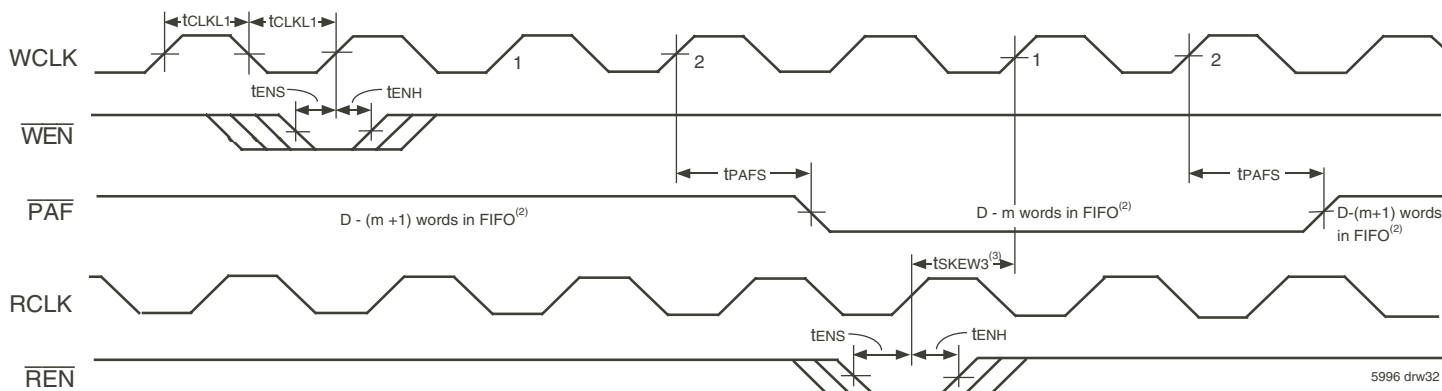 tCLKL1 tCLKL1
WCLK 1 2 1 2
tENS tENH
WEN
tPAFS tPAFS
PAF
D - (m +1) words in FIFO(2) D - m words in FIFO(2) D-(m+1) words
in FIFO(2)
tSKEW3(3)
RCLK
tENS tENH
REN
5996 drw32